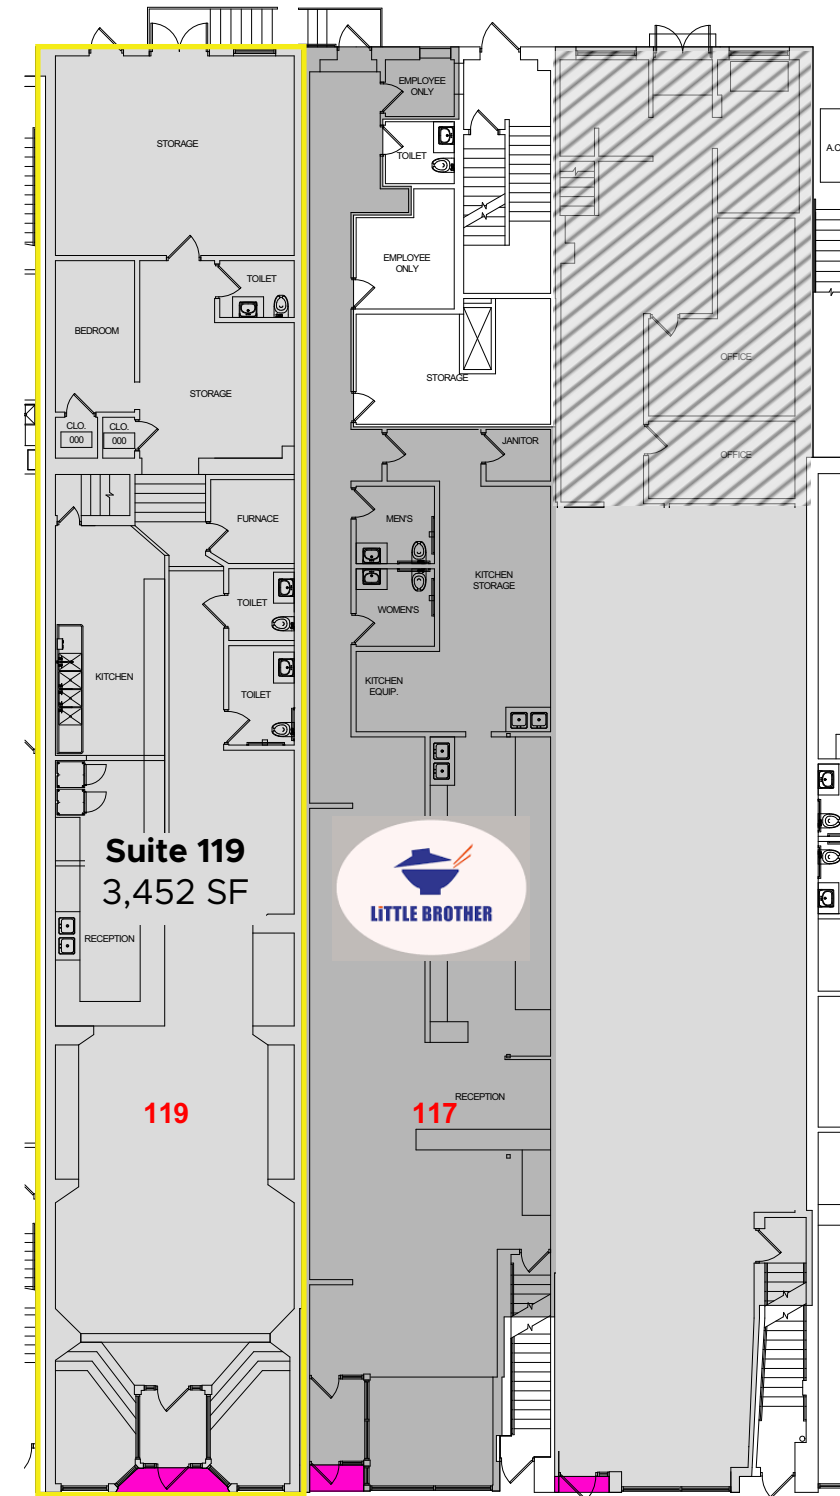 STORAGE
TOILET
BEDROOM
STORAGE
CLO.
000
CLO.
000
FURNACE
TOILET
KITCHEN
TOILET
Suite 119
3,452 SF
RECEPTION
119
EMPLOYEE
ONLY
TOILET
EMPLOYEE
ONLY
STORAGE
JANITOR
MEN'S
KITCHEN
STORAGE
WOMEN'S
KITCHEN
EQUIP.
LiTTLE BROTHER
RECEPTION
117
OFFICE
OFFICE